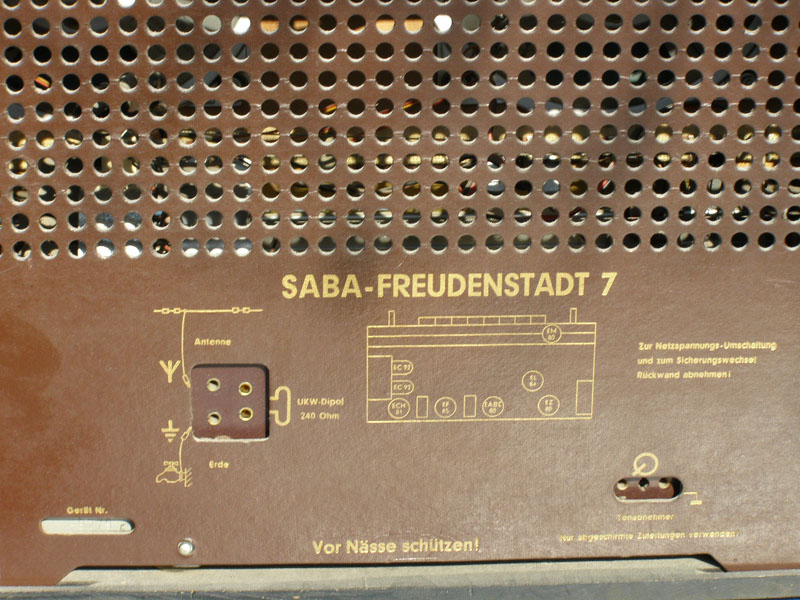 SABA-FREUDENSTADT 7
Antenne
EM
80
Zur Netzspannungs-Umschaltung
und zum Sicherungswechsel
Rückwand abnehmen!
EC 92
EC 92
EL
84
UKW-Dipol
240 Ohm
ECH
81
EF
85
EABC
80
EZ
80
Erde
Gerät Nr.
Tonabnehmer
Nur abgeschirmte Zuleitungen verwenden!
Vor Nässe schützen!